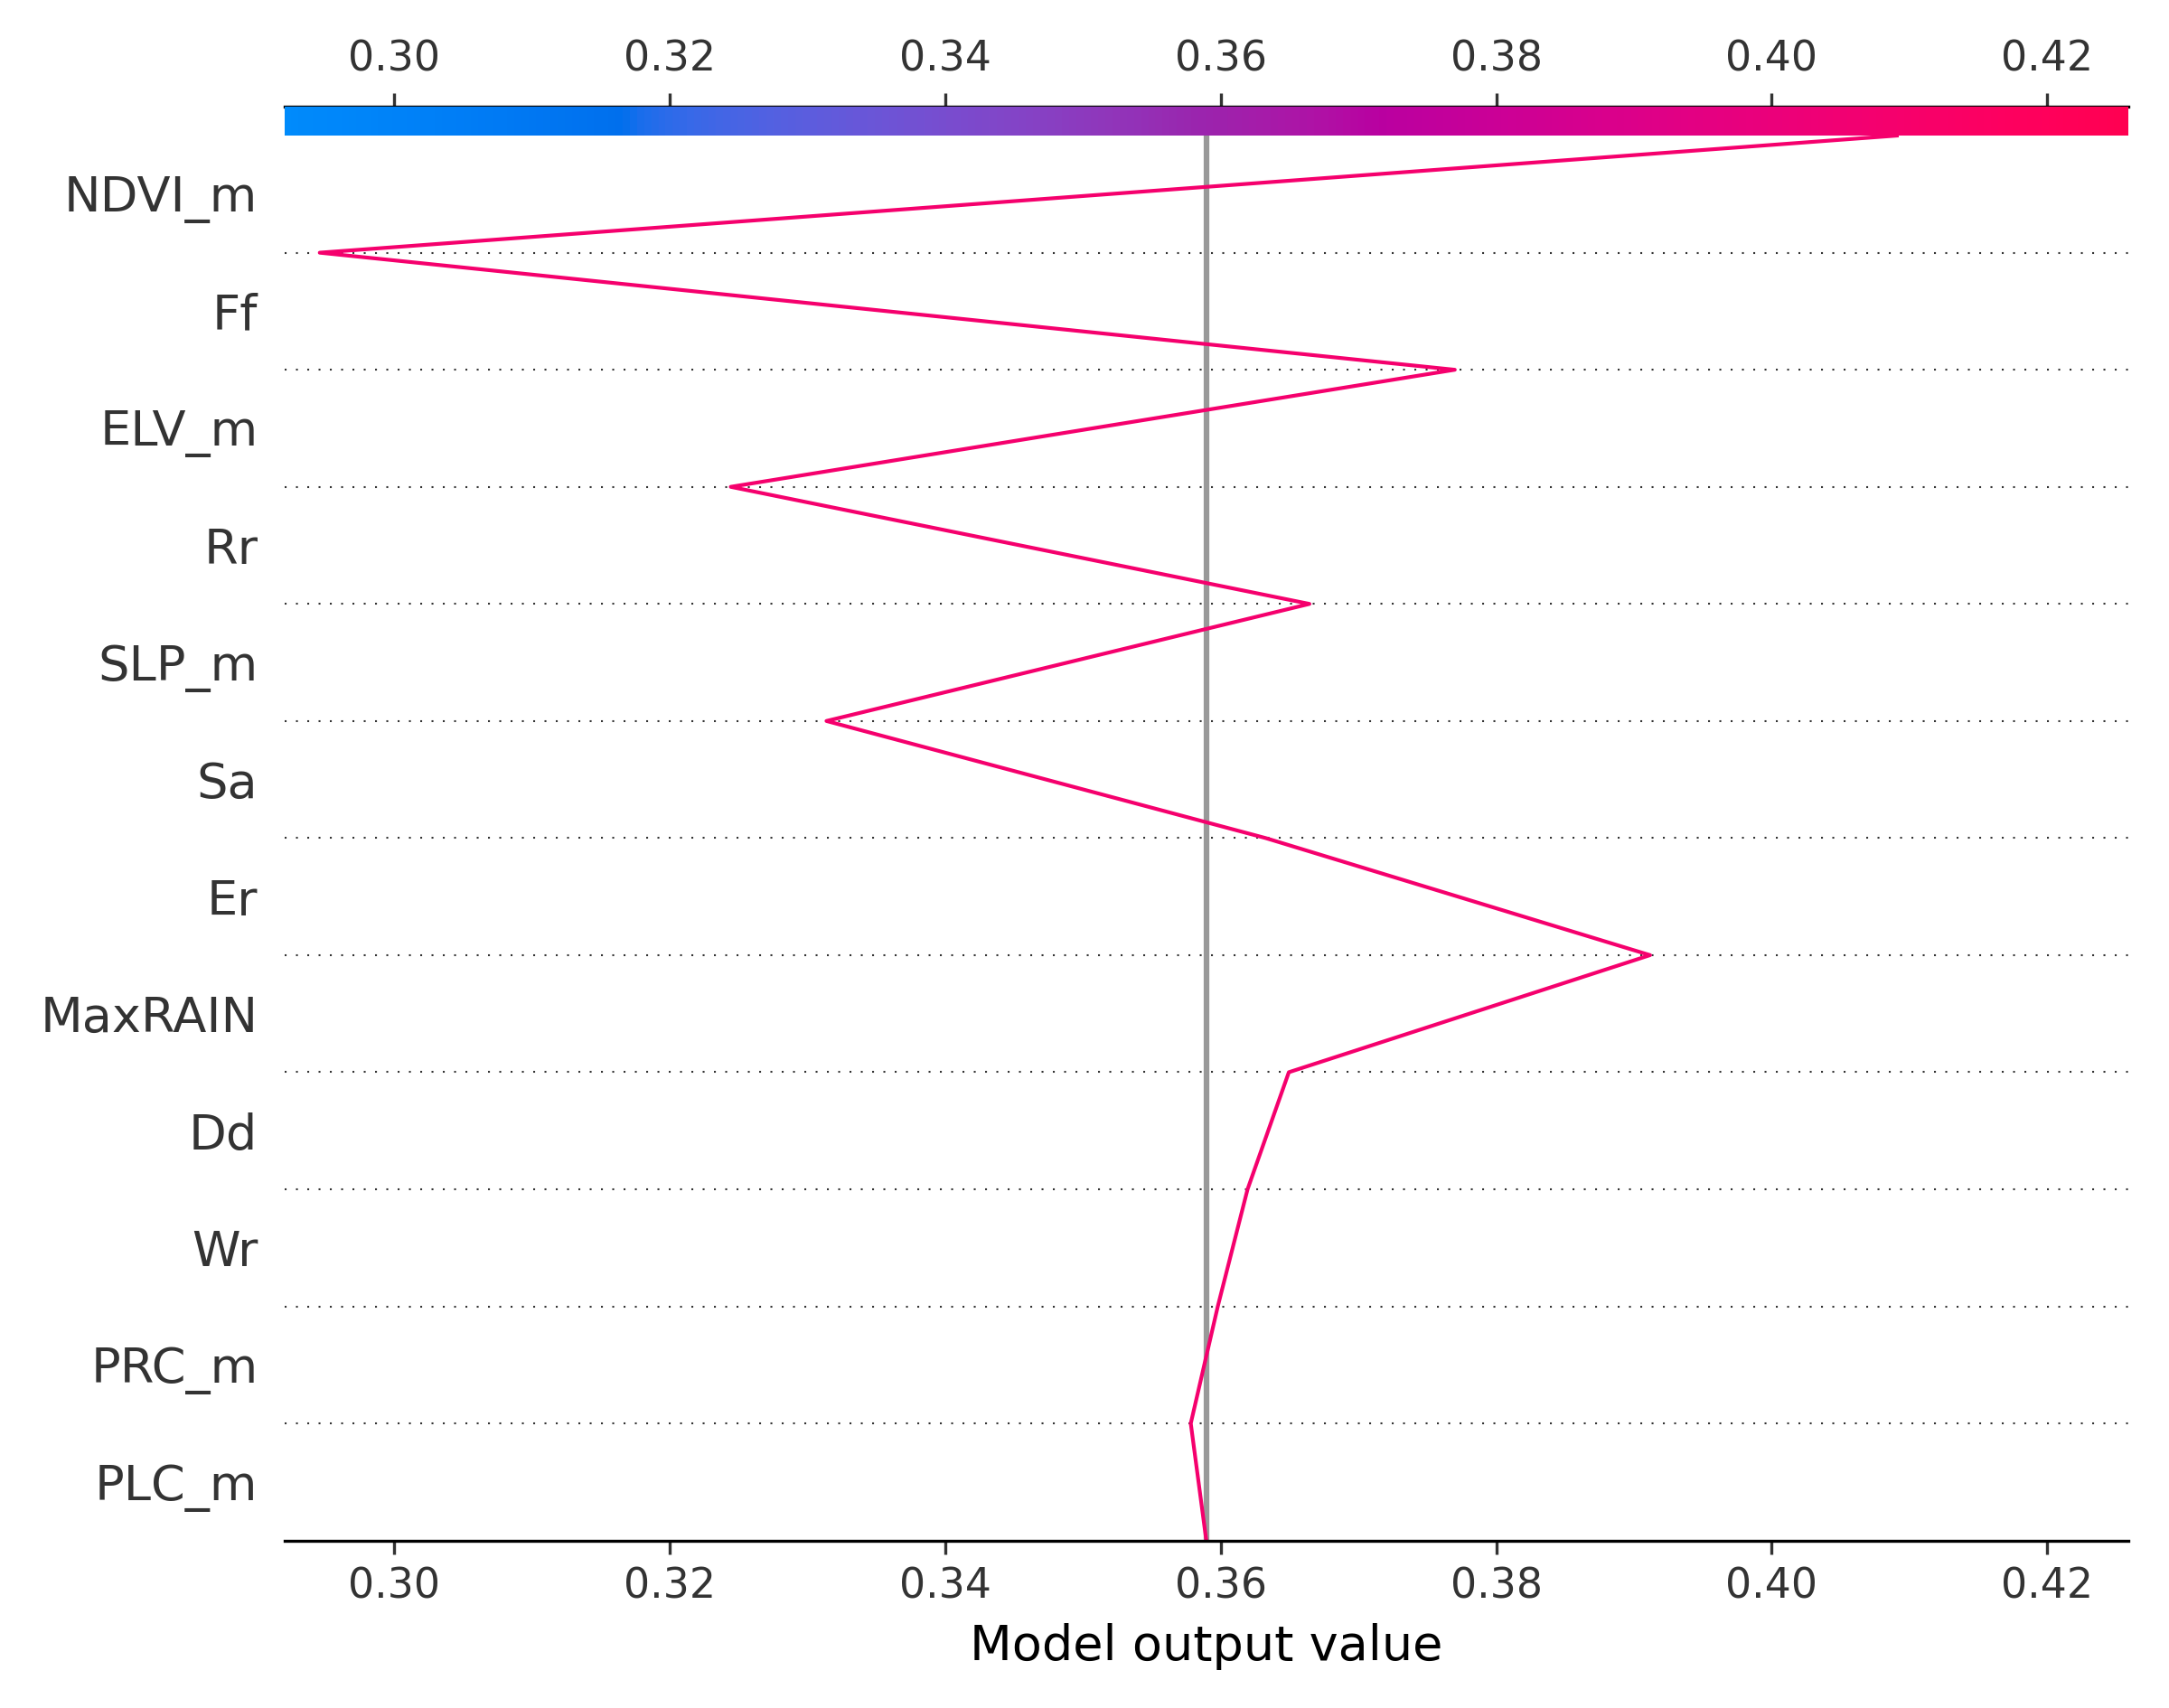 0.30 0.32 0.34 0.36 0.38 0.40 0.42
NDVI_m
Ff
ELV_m
Rr
SLP_m
Sa
Er
MaxRAIN
Dd
Wr
PRC_m
PLC_m
0.30 0.32 0.34 0.36 0.38 0.40 0.42
Model output value